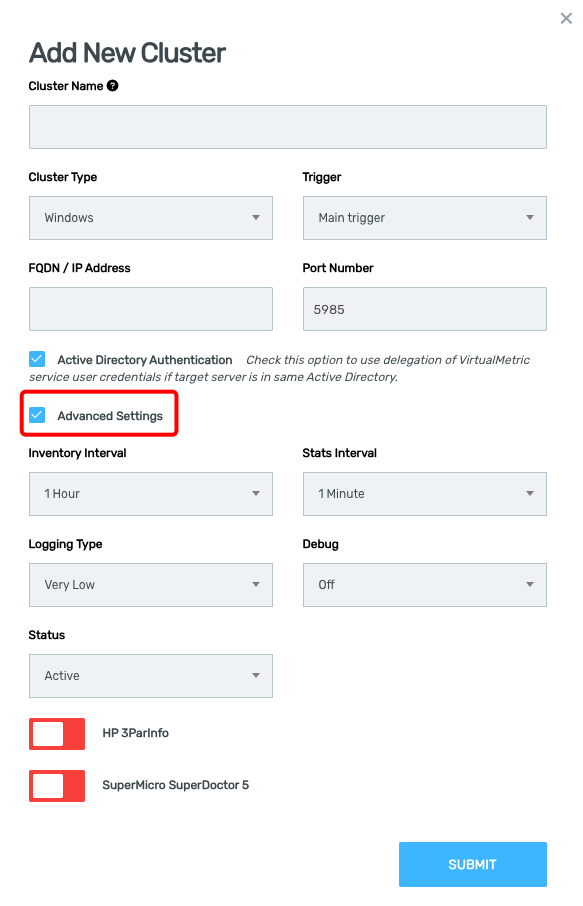 Add New Cluster
Cluster Name ?
Cluster Type
Trigger
Windows
Main trigger
FQDN / IP Address
Port Number
5985
Active Directory Authentication Check this option to use delegation of VirtualMetric
service user credentials if target server is in same Active Directory.
Advanced Settings
Inventory Interval
Stats Interval
1 Hour
1 Minute
Logging Type
Debug
Very Low
Off
Status
Active
HP 3ParInfo
SuperMicro SuperDoctor 5
SUBMIT